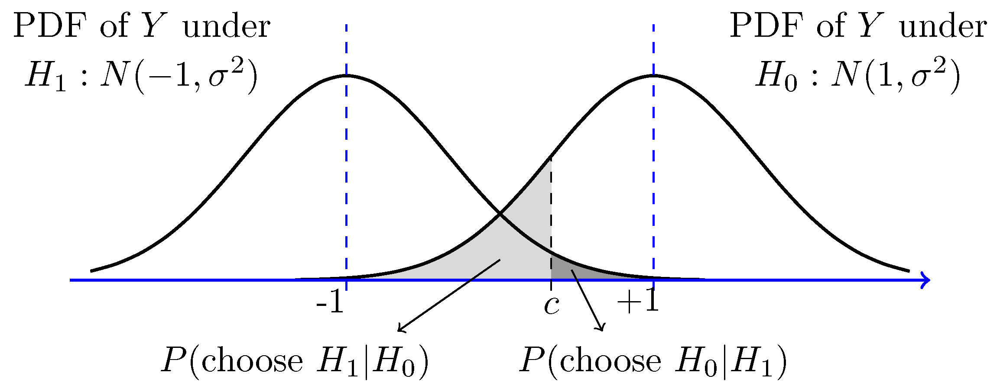 PDF of Y under
H₁ : N(−1, σ²)
PDF of Y under
H₀ : N(1, σ²)
-1
c
+1
P(choose H₁|H₀)
P(choose H₀|H₁)